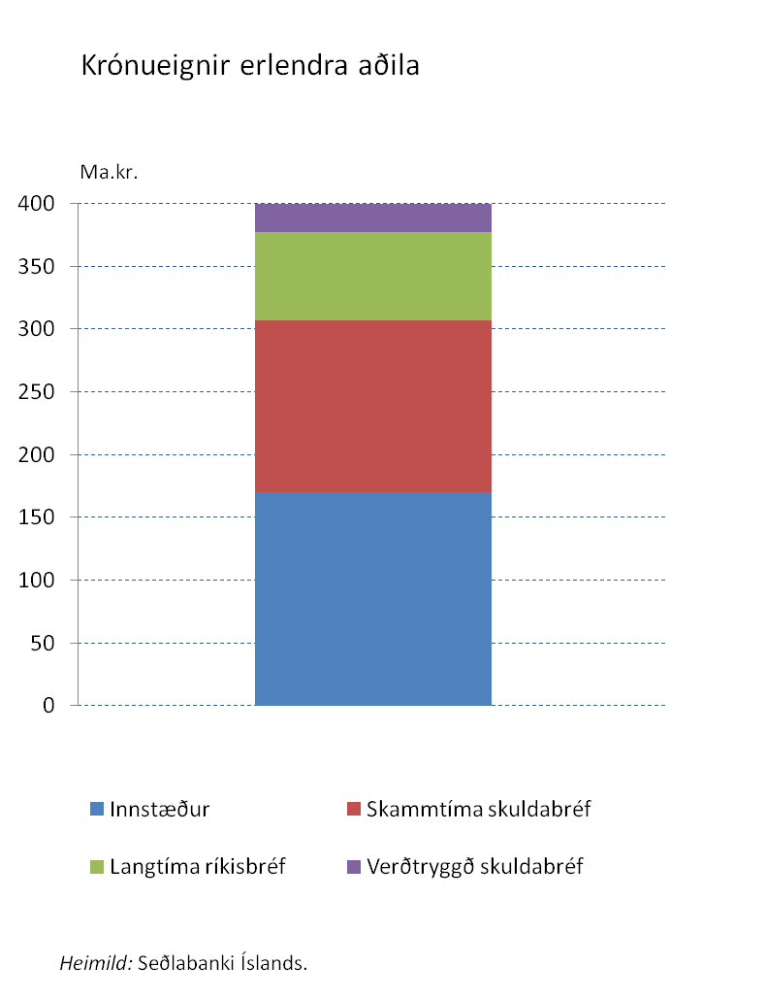 Krónueignir erlendra aðila
Ma.kr.
400
350
300
250
200
150
100
50
0
Innstæður
Skammtíma skuldabréf
Langtíma ríkisbréf
Verðtryggð skuldabréf
Heimild: Seðlabanki Íslands.